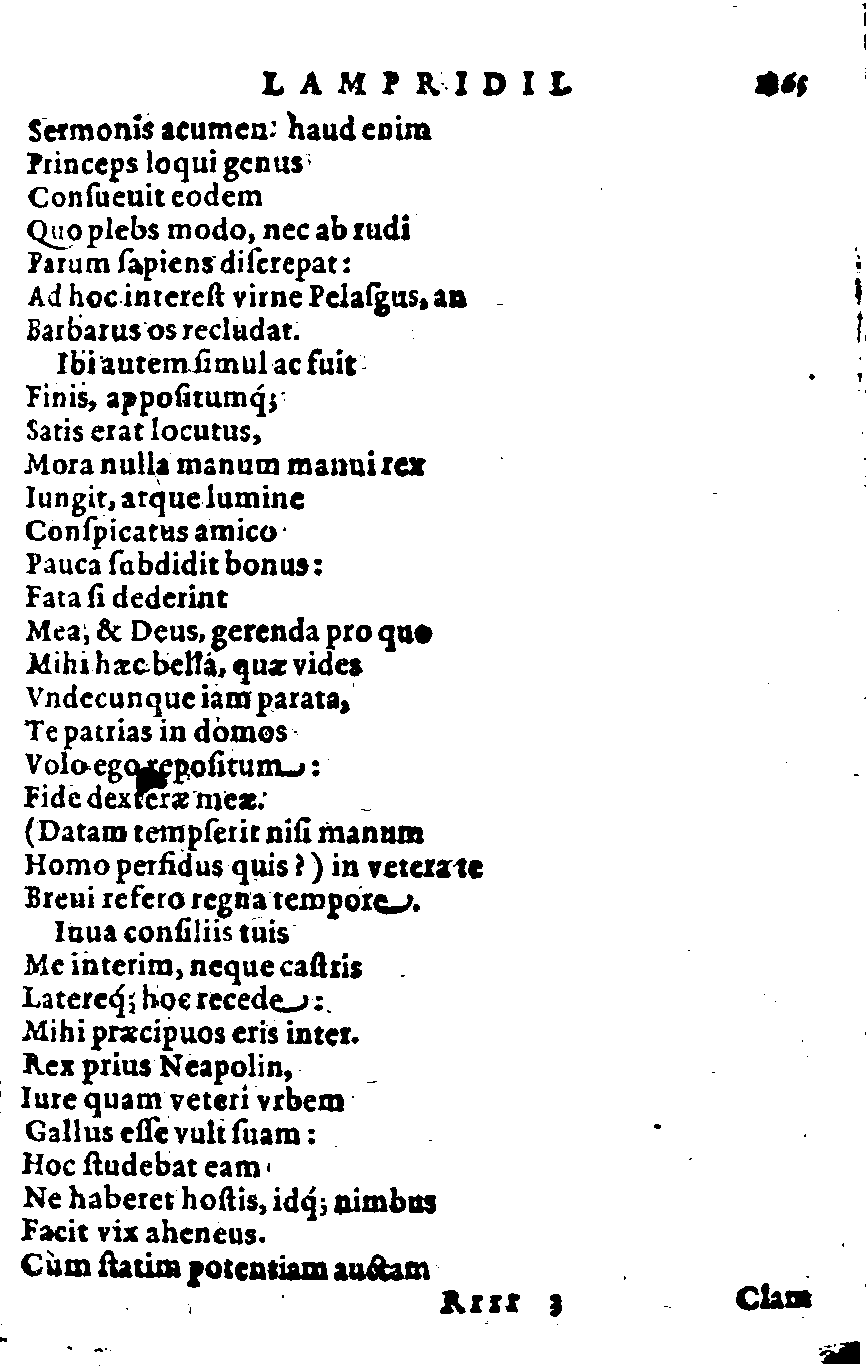 LAMPRIDII.
Sermonis acumen: haud enim
Princeps loqui genus
Conſueuit eodem
Quo plebs modo, nec ab rudi
Parum ſapiens diſcrepat:
Ad hoc intereſt virne Pelaſgus, an
Barbarus os recludat.
Ibi autem ſimul ac fuit
Finis, appoſitumq́;
Satis erat locutus,
Mora nulla manum manui rex
Iungit, atque lumine
Conſpicatus amico
Pauca ſubdidit bonus:
Fata ſi dederint
Mea, & Deus, gerenda pro quo
Mihi hæc bella, quæ vides
Vndecunque iam parata,
Te patrias in domos
Volo ego repoſitum:
Fide dexteræ meæ.
(Datam tempſerit niſi manum
Homo perfidus quis?) in veterate
Breui refero regna tempore.
Iuua conſiliis tuis
Me interim, neque caſtris
Latereq́; hoc recede:
Mihi præcipuos eris inter.
Rex prius Neapolin,
Iure quam veteri vrbem
Gallus eſſe vult ſuam:
Hoc ſtudebat eam
Ne haberet hoſtis, idq́; nimbus
Facit vix aheneus.
Cùm ſtatim potentiam auctam
Rrrr 3 Clam